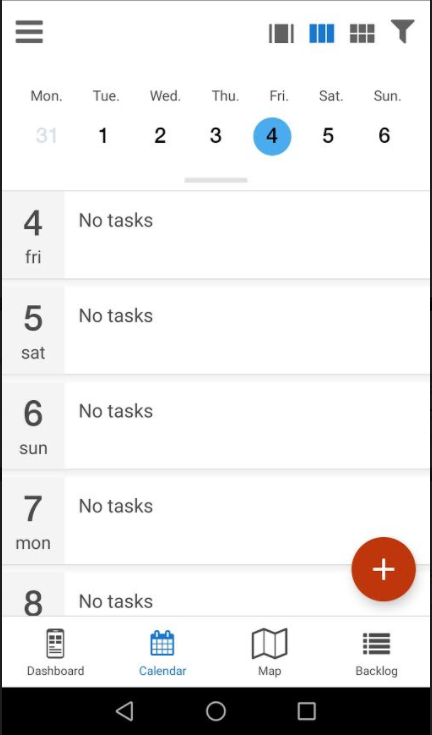 Mon. Tue. Wed. Thu. Fri. Sat. Sun.
31 1 2 3 4 5 6
4 No tasks
fri
5 No tasks
sat
6 No tasks
sun
7 No tasks
mon
8 No tasks
Dashboard Calendar Map Backlog